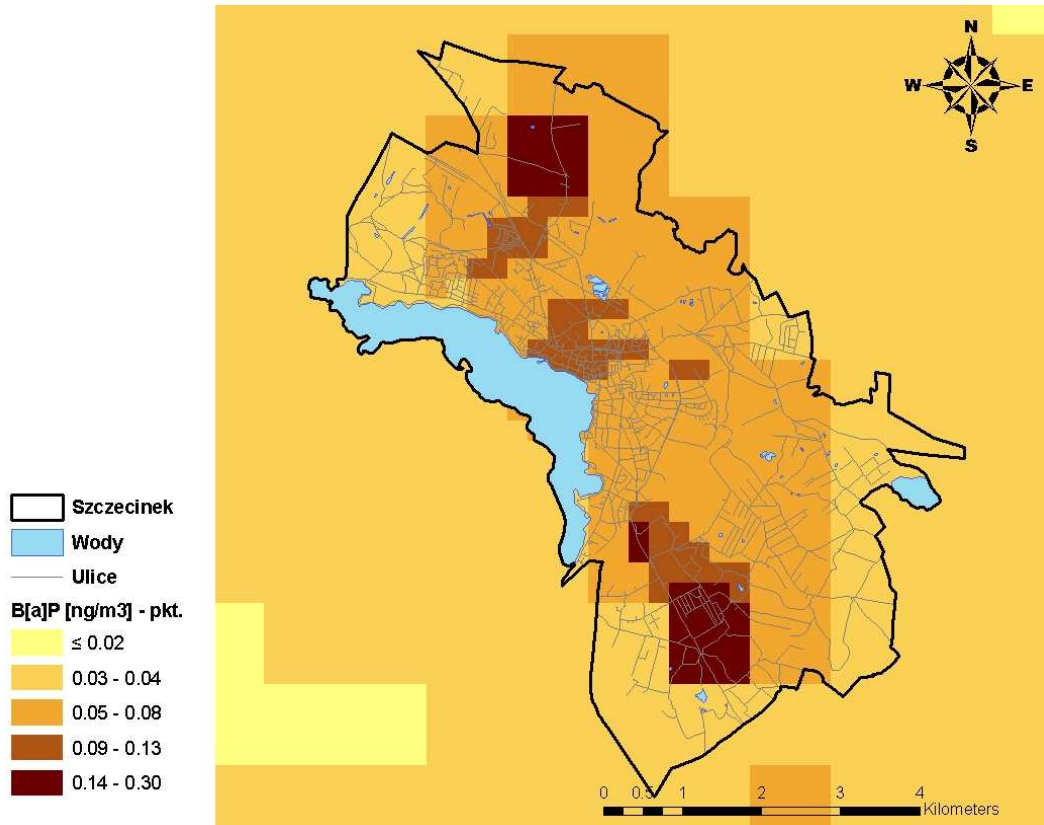 N
W E
S
Szczecinek
Wody
Ulice
B[a]P [ng/m3] - pkt.
≤ 0.02
0.03 - 0.04
0.05 - 0.08
0.09 - 0.13
0.14 - 0.30
0 0.5 1 2 3 4
Kilometers